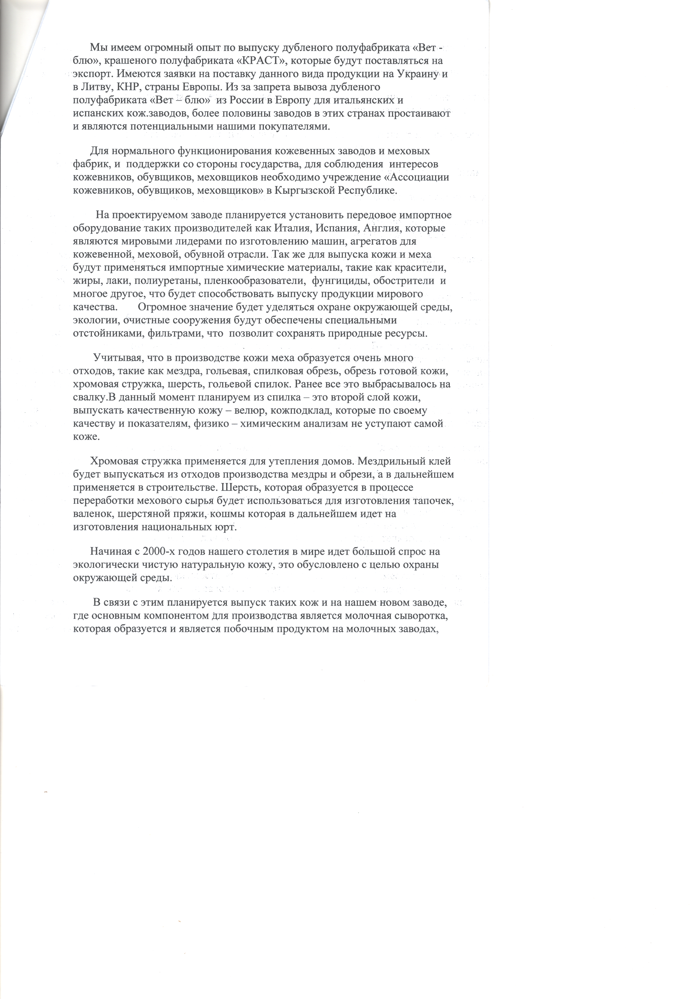 Мы имеем огромный опыт по выпуску дубленого полуфабриката «Вет -
блю», крашеного полуфабриката «КРАСТ», которые будут поставляться на
экспорт. Имеются заявки на поставку данного вида продукции на Украину и
в Литву, КНР, страны Европы. Из за запрета вывоза дубленого
полуфабриката «Вет – блю» из России в Европу для итальянских и
испанских кож.заводов, более половины заводов в этих странах простаивают
и являются потенциальными нашими покупателями.
Для нормального функционирования кожевенных заводов и меховых
фабрик, и поддержки со стороны государства, для соблюдения интересов
кожевников, обувщиков, меховщиков необходимо учреждение «Ассоциации
кожевников, обувщиков, меховщиков» в Кыргызской Республике.
На проектируемом заводе планируется установить передовое импортное
оборудование таких производителей как Италия, Испания, Англия, которые
являются мировыми лидерами по изготовлению машин, агрегатов для
кожевенной, меховой, обувной отрасли. Так же для выпуска кожи и меха
будут применяться импортные химические материалы, такие как красители,
жиры, лаки, полиуретаны, пленкообразователи, фунгициды, обострители и
многое другое, что будет способствовать выпуску продукции мирового
качества. Огромное значение будет уделяться охране окружающей среды,
экологии, очистные сооружения будут обеспечены специальными
отстойниками, фильтрами, что позволит сохранять природные ресурсы.
Учитывая, что в производстве кожи меха образуется очень много
отходов, такие как мездра, гольевая, спилковая обрезь, обрезь готовой кожи,
хромовая стружка, шерсть, гольевой спилок. Ранее все это выбрасывалось на
свалку.В данный момент планируем из спилка – это второй слой кожи,
выпускать качественную кожу – велюр, кожподклад, которые по своему
качеству и показателям, физико – химическим анализам не уступают самой
коже.
Хромовая стружка применяется для утепления домов. Мездрильный клей
будет выпускаться из отходов производства мездры и обрези, а в дальнейшем
применяется в строительстве. Шерсть, которая образуется в процессе
переработки мехового сырья будет использоваться для изготовления тапочек,
валенок, шерстяной пряжи, кошмы которая в дальнейшем идет на
изготовления национальных юрт.
Начиная с 2000-х годов нашего столетия в мире идет большой спрос на
экологически чистую натуральную кожу, это обусловлено с целью охраны
окружающей среды.
В связи с этим планируется выпуск таких кож и на нашем новом заводе,
где основным компонентом для производства является молочная сыворотка,
которая образуется и является побочным продуктом на молочных заводах,